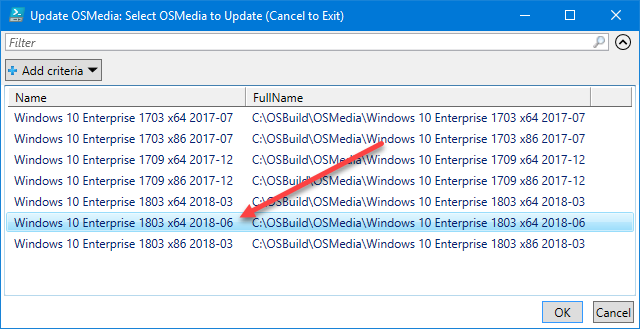 Update OSMedia: Select OSMedia to Update (Cancel to Exit)
Filter
Add criteria
Name FullName
Windows 10 Enterprise 1703 x64 2017-07 C:\OSBuild\OSMedia\Windows 10 Enterprise 1703 x64 2017-07
Windows 10 Enterprise 1703 x86 2017-07 C:\OSBuild\OSMedia\Windows 10 Enterprise 1703 x86 2017-07
Windows 10 Enterprise 1709 x64 2017-12 C:\OSBuild\OSMedia\Windows 10 Enterprise 1709 x64 2017-12
Windows 10 Enterprise 1709 x86 2017-12 C:\OSBuild\OSMedia\Windows 10 Enterprise 1709 x86 2017-12
Windows 10 Enterprise 1803 x64 2018-03 C:\OSBuild\OSMedia\Windows 10 Enterprise 1803 x64 2018-03
Windows 10 Enterprise 1803 x64 2018-06 C:\OSBuild\OSMedia\Windows 10 Enterprise 1803 x64 2018-06
Windows 10 Enterprise 1803 x86 2018-03 C:\OSBuild\OSMedia\Windows 10 Enterprise 1803 x86 2018-03
OK Cancel